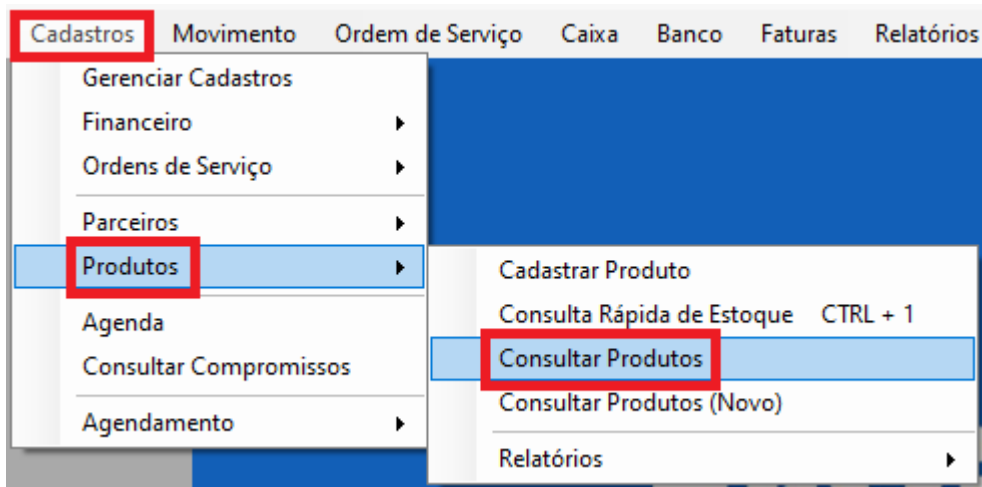 Cadastros Movimento Ordem de Serviço Caixa Banco Faturas Relatórios
Gerenciar Cadastros
Financeiro
Ordens de Serviço
Parceiros
Produtos
Agenda
Consultar Compromissos
Agendamento
Cadastrar Produto
Consulta Rápida de Estoque CTRL + 1
Consultar Produtos
Consultar Produtos (Novo)
Relatórios